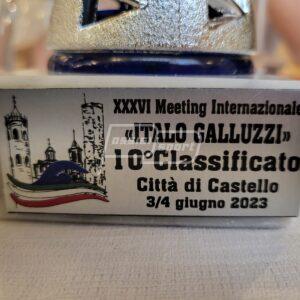 XXXVI Meeting Internazionale
«ITALO GALLUZZI»
10° Classificato
Città di Castello
3/4 giugno 2023